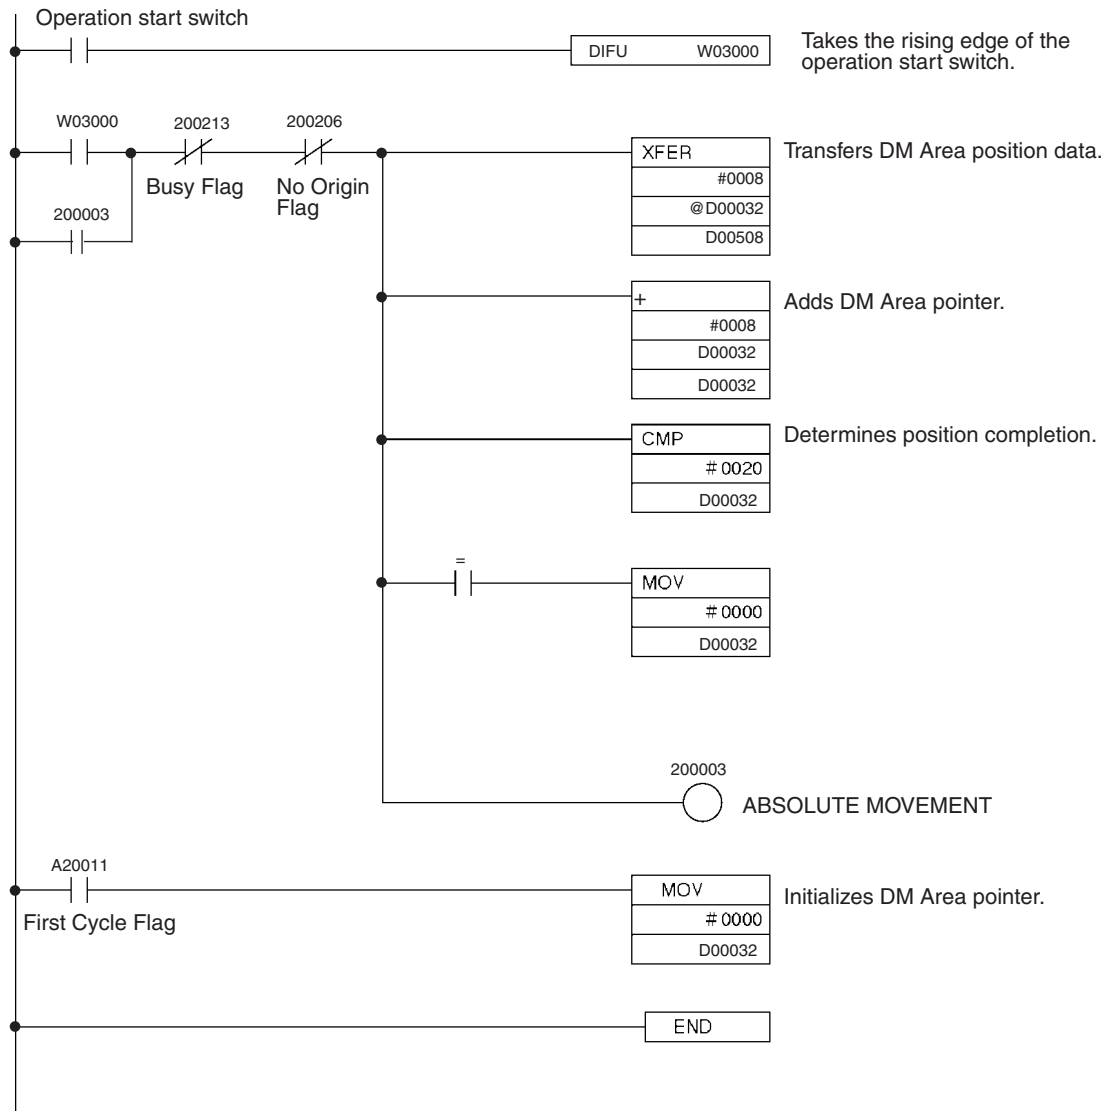 Operation start switch
DIFU W03000
Takes the rising edge of the
operation start switch.
W03000
200213
200206
Busy Flag
No Origin
Flag
200003
XFER
#0008
@D00032
D00508
Transfers DM Area position data.
+
#0008
D00032
D00032
Adds DM Area pointer.
CMP
#0020
D00032
Determines position completion.
=
MOV
#0000
D00032
200003
ABSOLUTE MOVEMENT
A20011
First Cycle Flag
MOV
#0000
D00032
Initializes DM Area pointer.
END